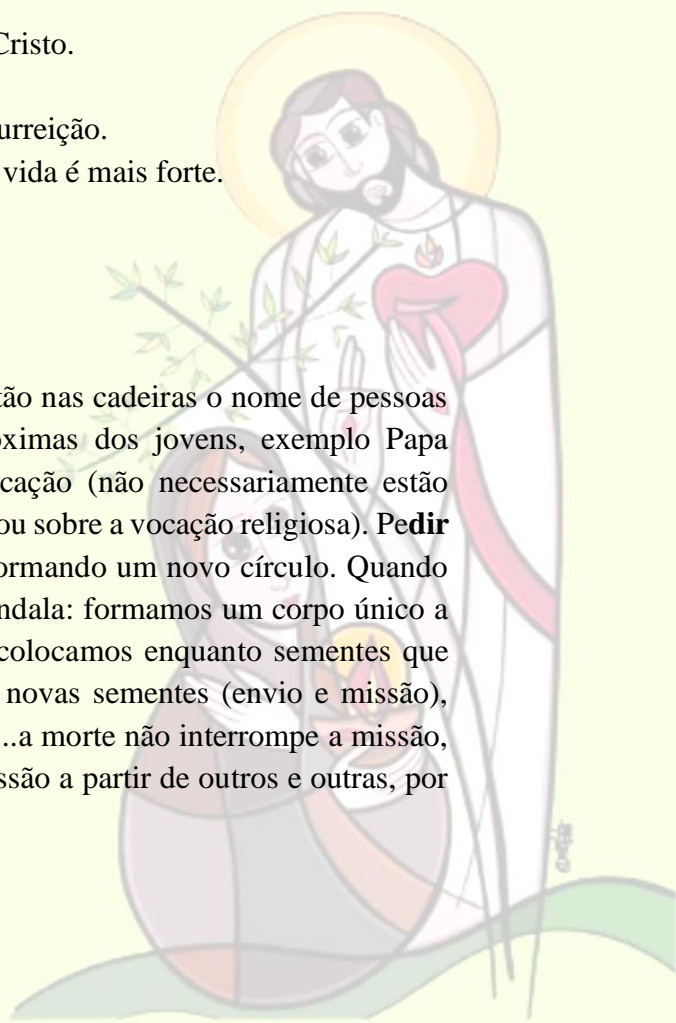 Cristo.
urreição.
vida é mais forte.
tão nas cadeiras o nome de pessoas
óximas dos jovens, exemplo Papa
cação (não necessariamente estão
ou sobre a vocação religiosa). Pedir
ormando um novo círculo. Quando
ndala: formamos um corpo único a
colocamos enquanto sementes que
novas sementes (envio e missão),
...a morte não interrompe a missão,
ssão a partir de outros e outras, por